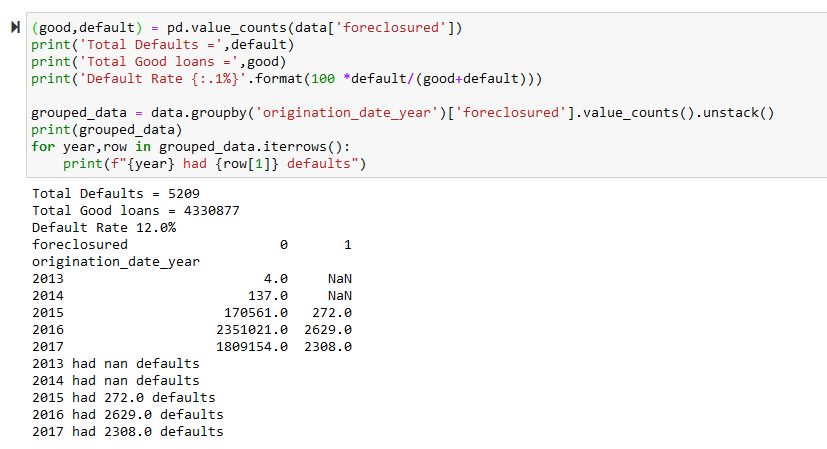 (good,default) = pd.value_counts(data['foreclosured'])
print('Total Defaults =',default)
print('Total Good loans =',good)
print('Default Rate {:.1%}'.format(100 *default/(good+default)))
grouped_data = data.groupby('origination_date_year')['foreclosured'].value_counts().unstack()
print(grouped_data)
for year,row in grouped_data.iterrows():
    print(f"{year} had {row[1]} defaults")
Total Defaults = 5209
Total Good loans = 4330877
Default Rate 12.0%
foreclosured                   0       1
origination_date_year
2013                         4.0     NaN
2014                       137.0     NaN
2015                    170561.0   272.0
2016                   2351021.0  2629.0
2017                   1809154.0  2308.0
2013 had nan defaults
2014 had nan defaults
2015 had 272.0 defaults
2016 had 2629.0 defaults
2017 had 2308.0 defaults